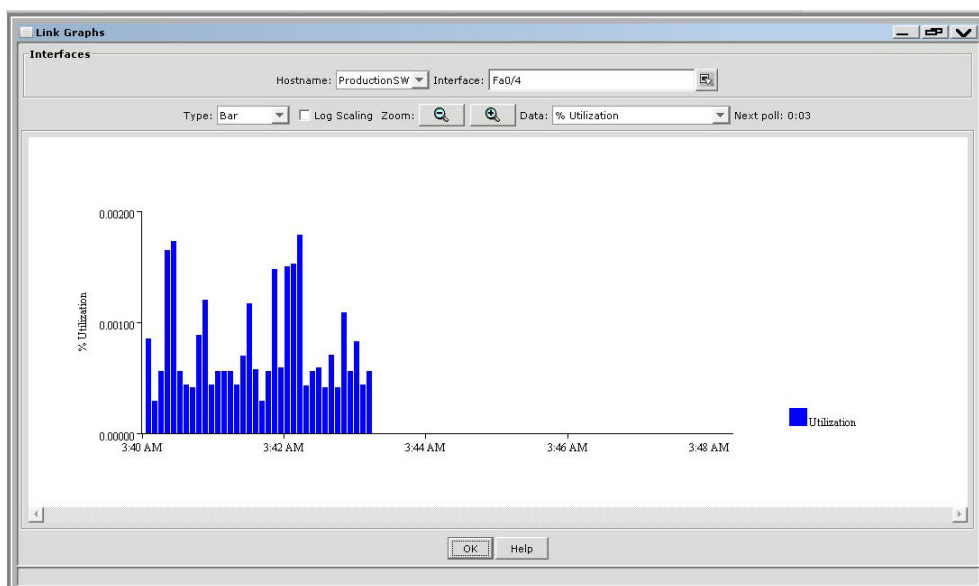 Link Graphs
Interfaces
Hostname: ProductionSW Interface: Fa0/4
Type: Bar Log Scaling Zoom: Data: % Utilization Next poll: 0:03
0.00200
0.00100
0.00000
% Utilization
3:40 AM 3:42 AM 3:44 AM 3:46 AM 3:48 AM
Utilization
OK Help